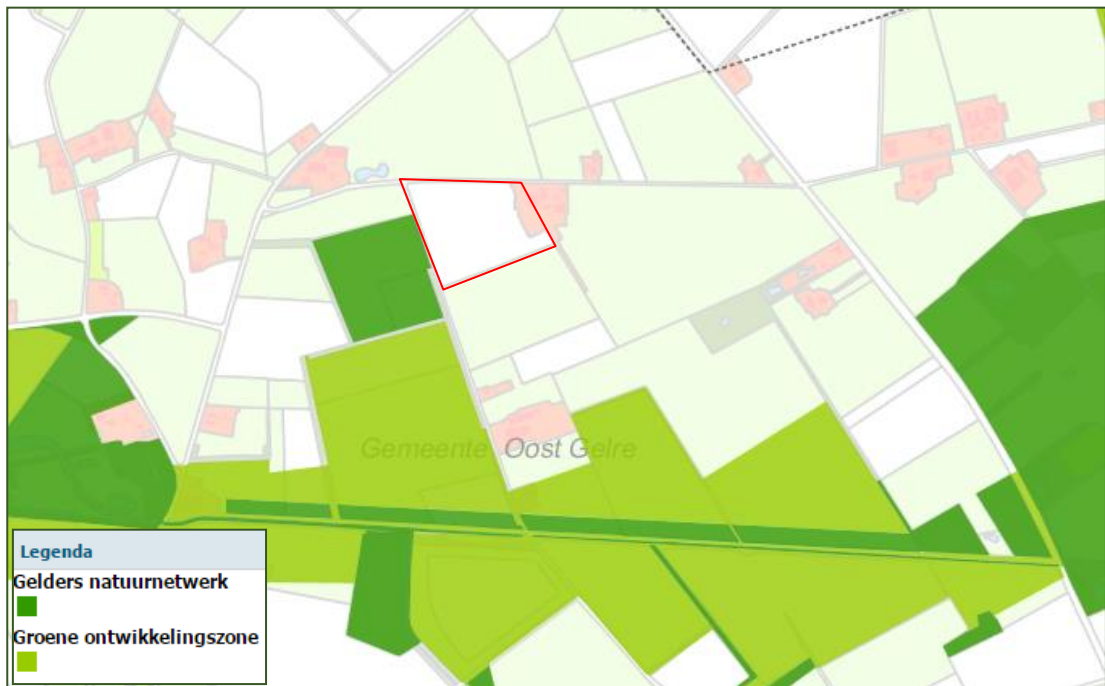 Gemeente Oost Gelre
Legenda
Gelders natuurnetwerk
Groene ontwikkelingszone